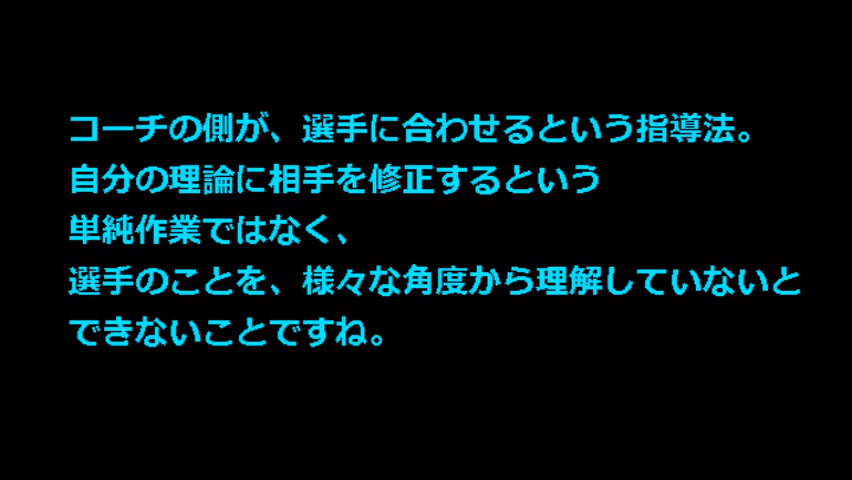 コーチの側が、選手に合わせるという指導法。
自分の理論に相手を修正するという
単純作業ではなく、
選手のことを、様々な角度から理解していないと
できないことですね。